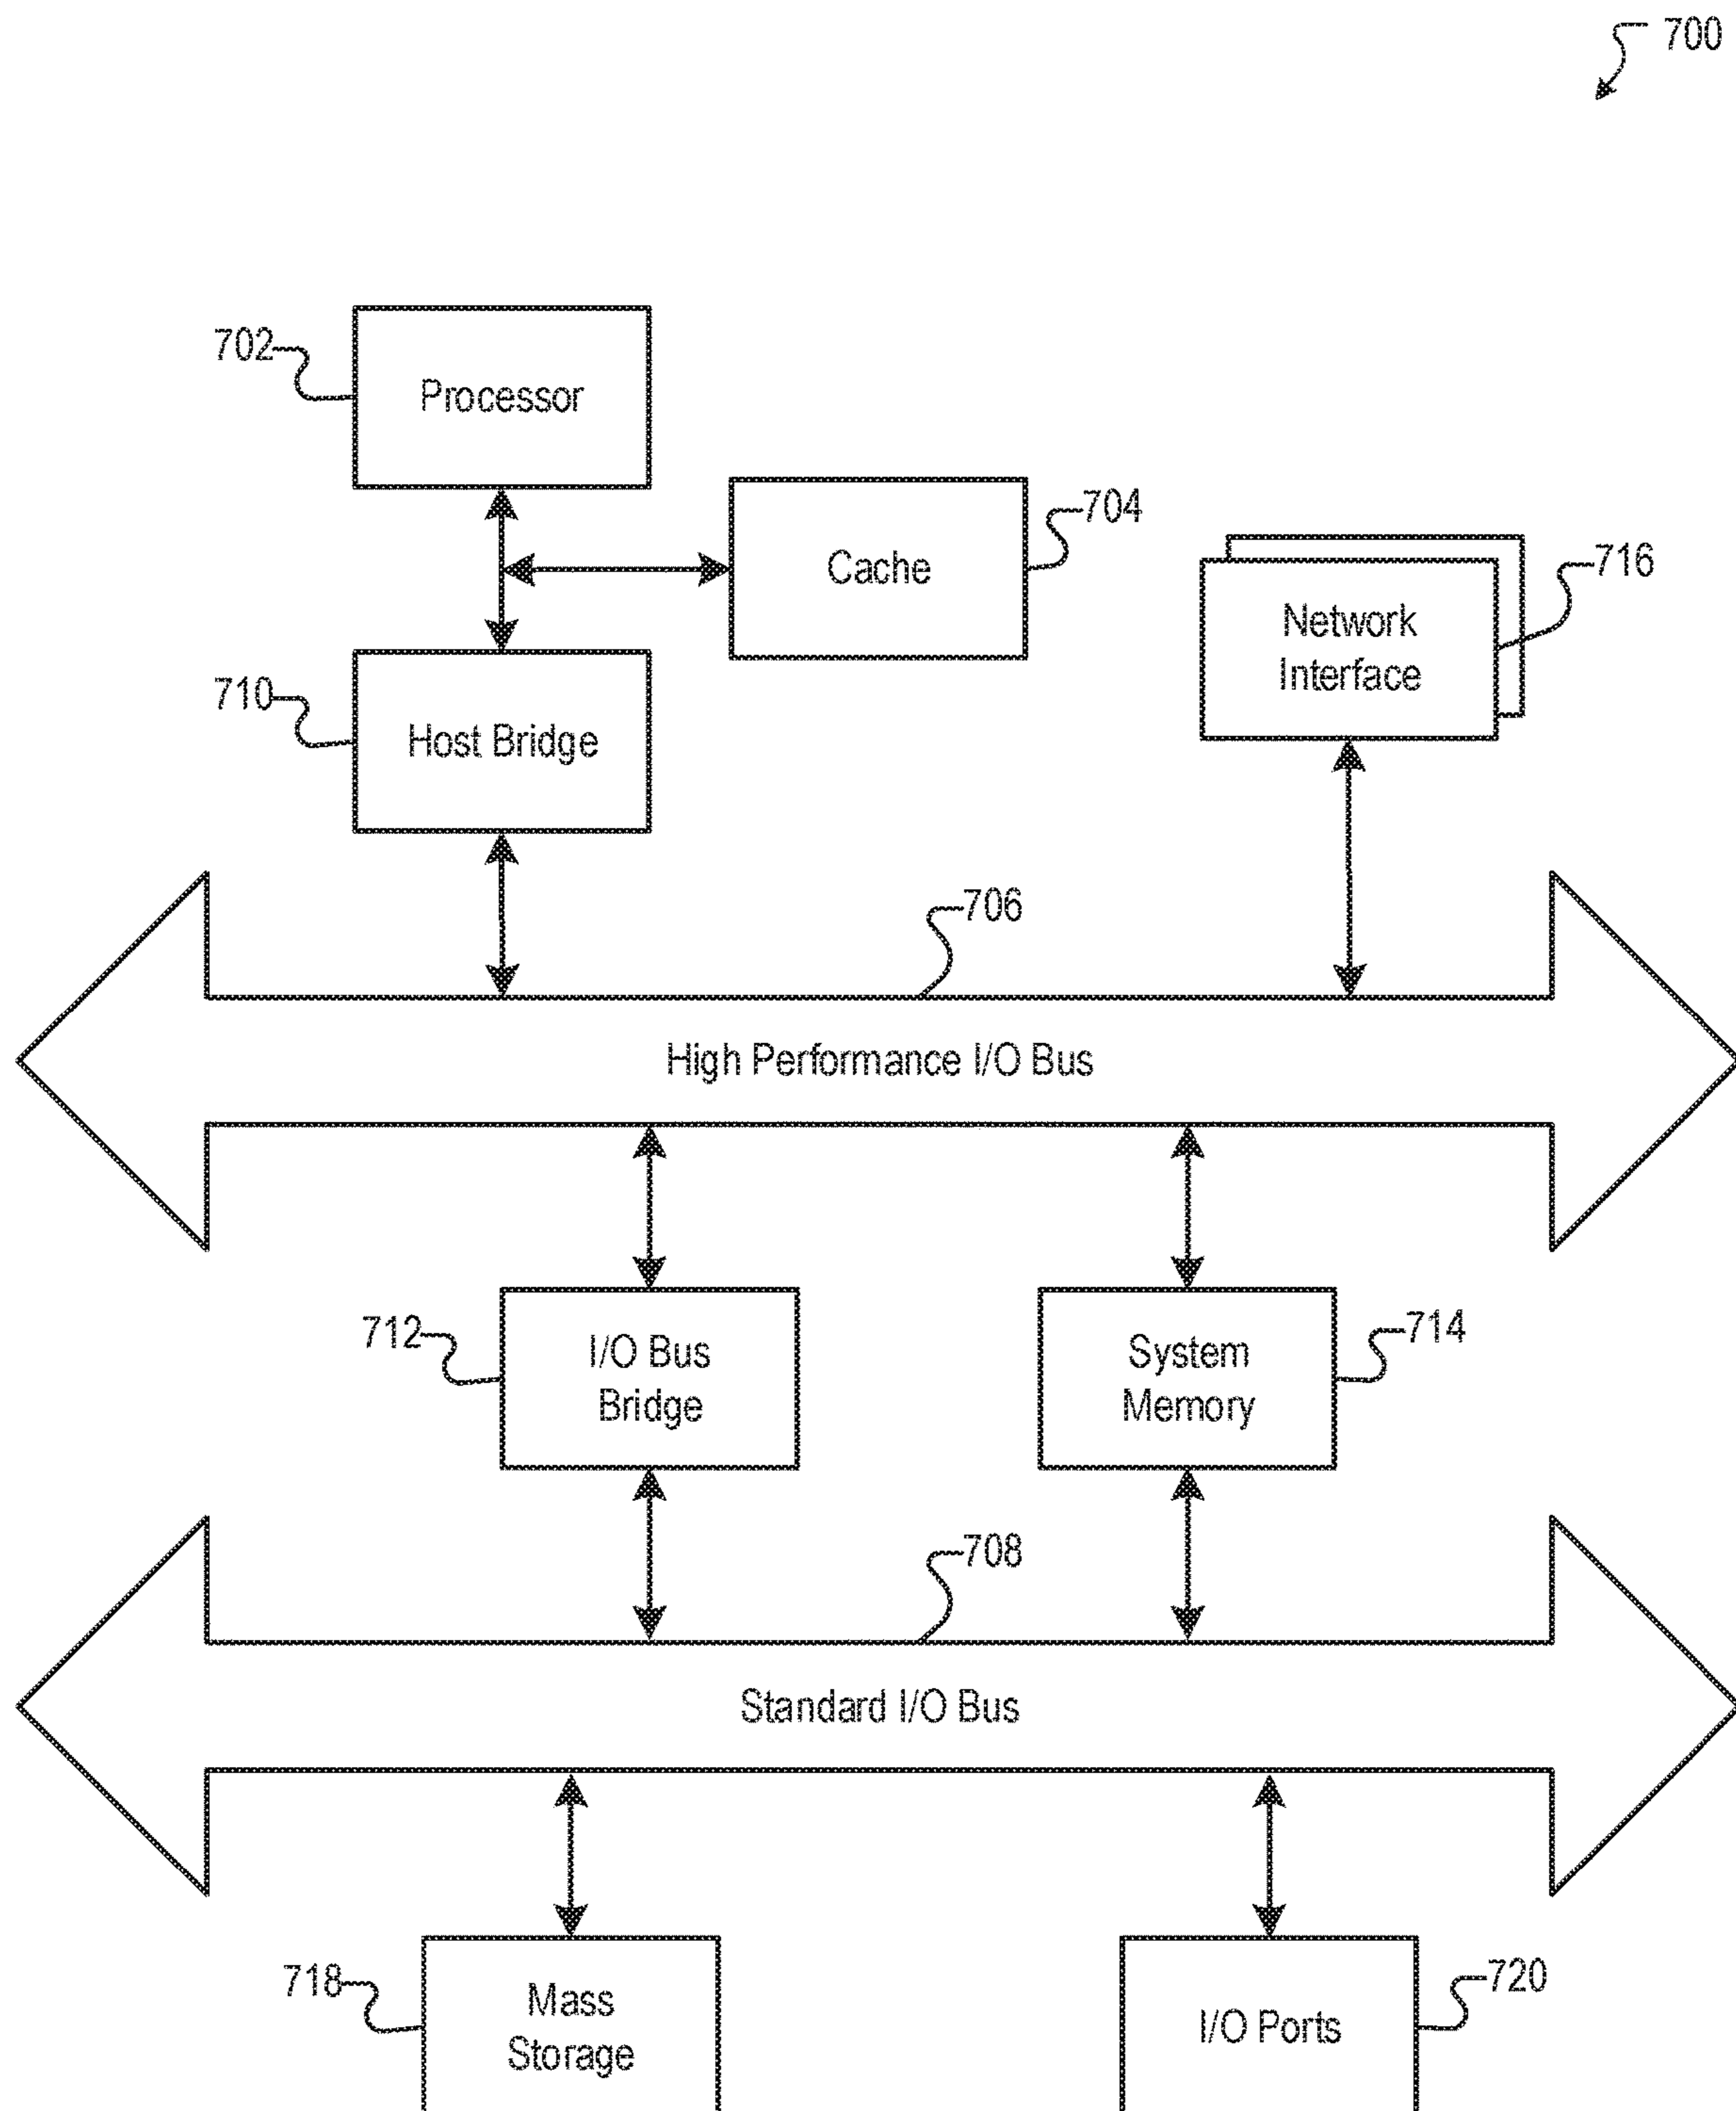 700
702
Processor
704
Cache
716
Network
Interface
710
Host Bridge
706
High Performance I/O Bus
712
I/O Bus
Bridge
714
System
Memory
708
Standard I/O Bus
718
Mass
Storage
720
I/O Ports